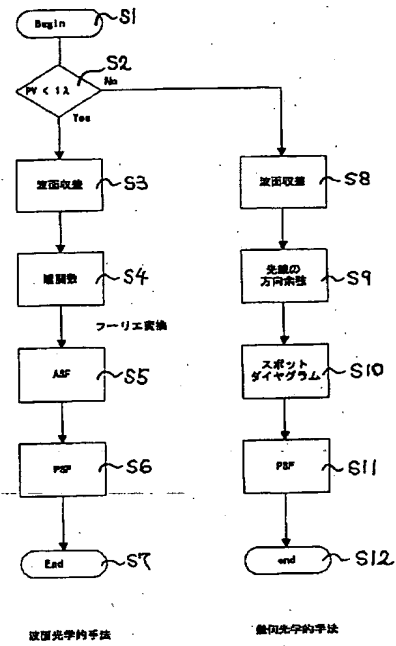 Begin
S1
PV < 1λ
S2
No
Yes
波面収差
S3
瞳関数
S4
フーリエ変換
ASF
S5
PSF
S6
End
S7
波面光学的手法
波面収差
S8
光線の
方向余弦
S9
スポット
ダイヤグラム
S10
PSF
S11
end
S12
幾何光学的手法